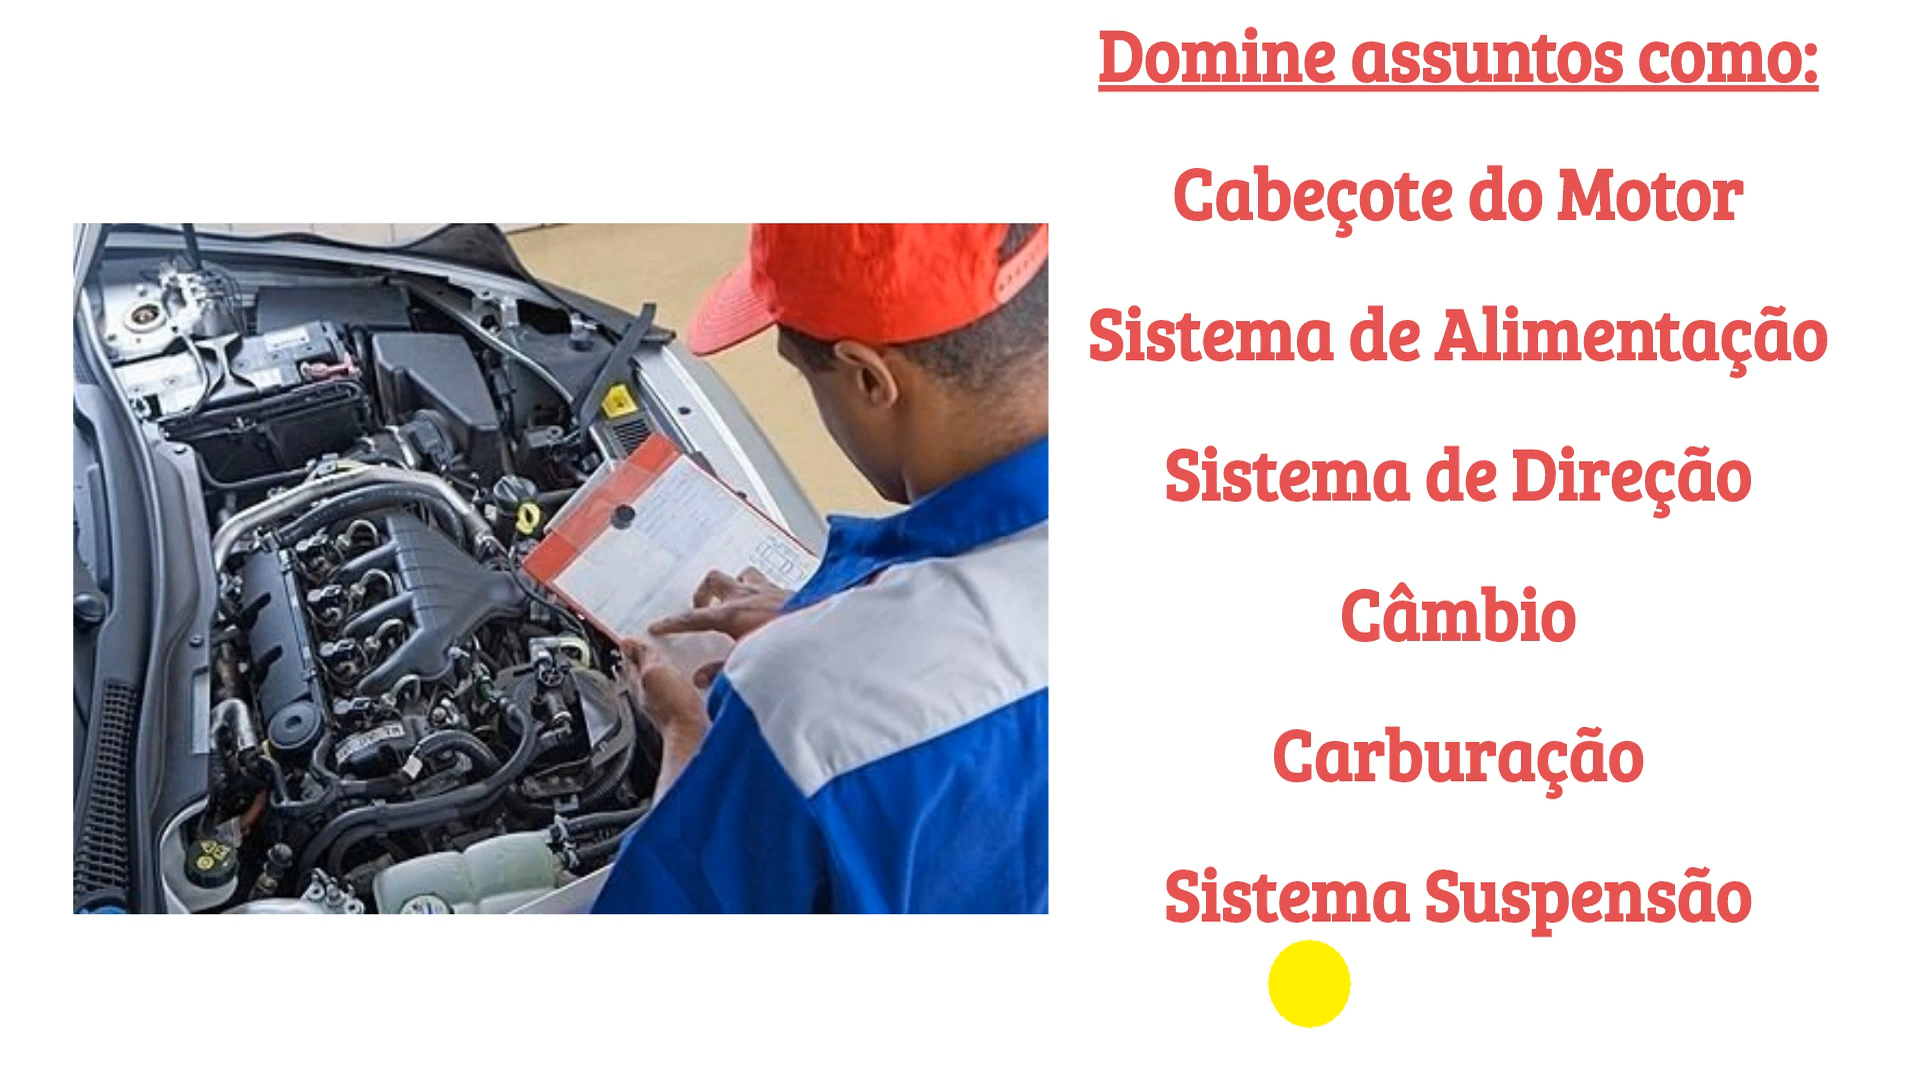 Domine assuntos como:
Cabeçote do Motor
Sistema de Alimentação
Sistema de Direção
Câmbio
Carburação
Sistema Suspensão